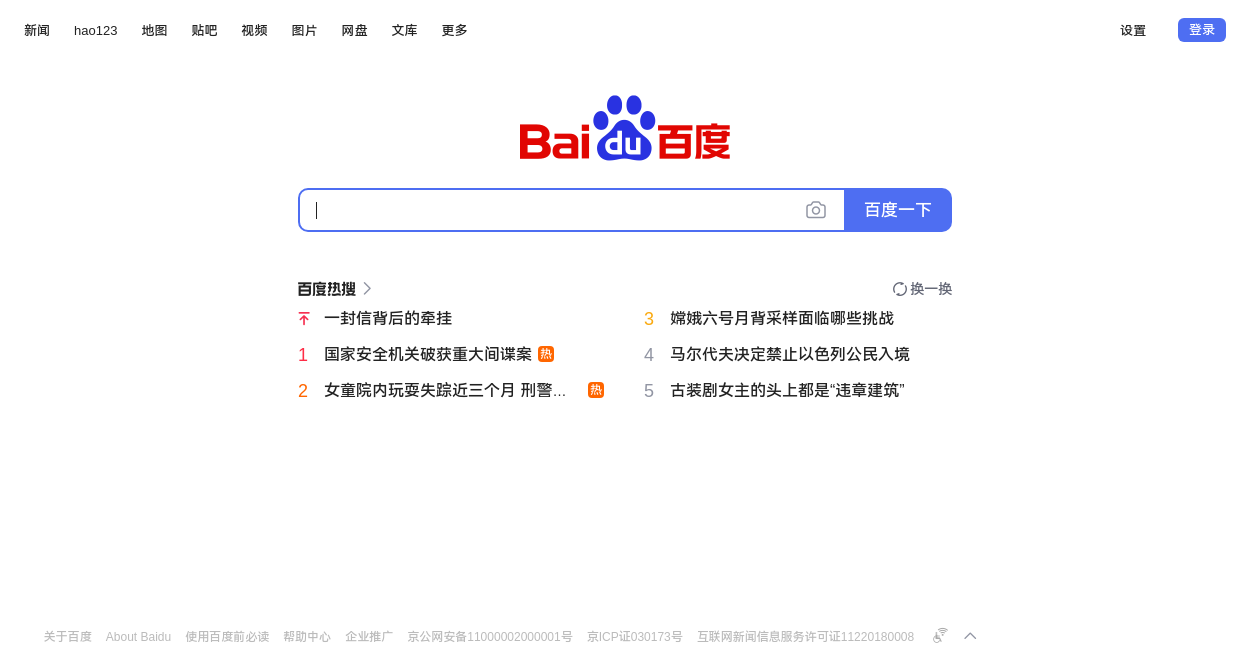 新闻 hao123 地图 贴吧 视频 图片 网盘 文库 更多 设置 登录
Baidu百度
百度一下
百度热搜 换一换
一封信背后的牵挂
1 国家安全机关破获重大间谍案 热
2 女童院内玩耍失踪近三个月 刑警... 热
3 嫦娥六号月背采样面临哪些挑战
4 马尔代夫决定禁止以色列公民入境
5 古装剧女主的头上都是“违章建筑”
关于百度 About Baidu 使用百度前必读 帮助中心 企业推广 京公网安备11000002000001号 京ICP证030173号 互联网新闻信息服务许可证11220180008